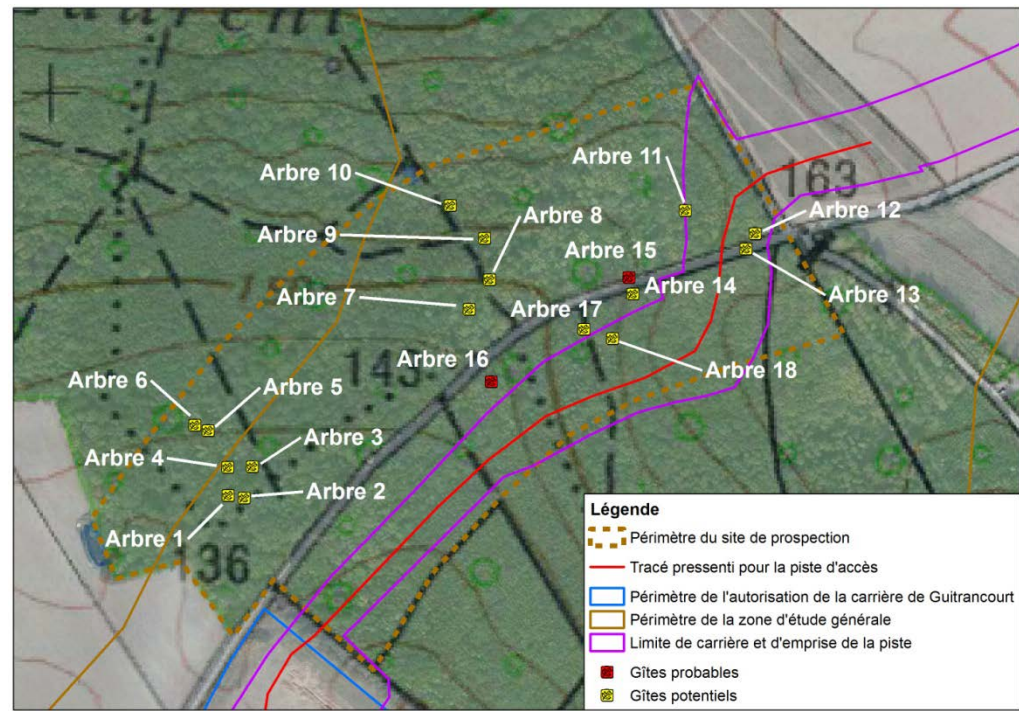 163
Arbre 11
Arbre 10
Arbre 8
Arbre 12
Arbre 9
Arbre 15
Arbre 14
Arbre 13
Arbre 7
Arbre 17
Arbre 16
145
Arbre 18
Arbre 6
Arbre 5
Arbre 3
Arbre 4
Arbre 2
Arbre 1
136
Légende
Périmètre du site de prospection
Tracé pressenti pour la piste d'accès
Périmètre de l'autorisation de la carrière de Guitrancourt
Périmètre de la zone d'étude générale
Limite de carrière et d'emprise de la piste
Gîtes probables
Gîtes potentiels